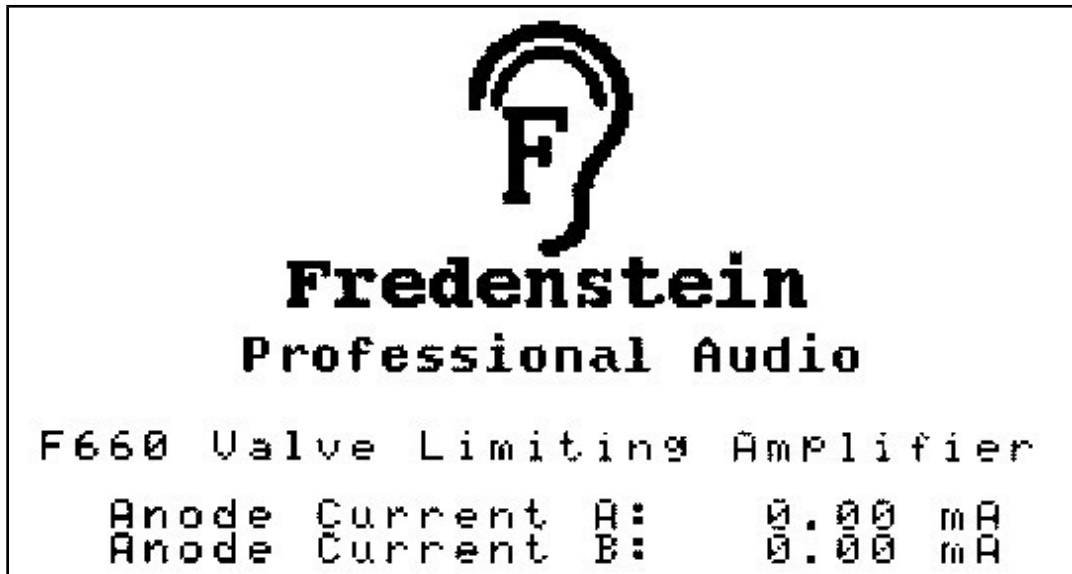 F
Fredenstein
Professional Audio
F660 Valve Limiting Amplifier
Anode Current A: 0.00 mA
Anode Current B: 0.00 mA